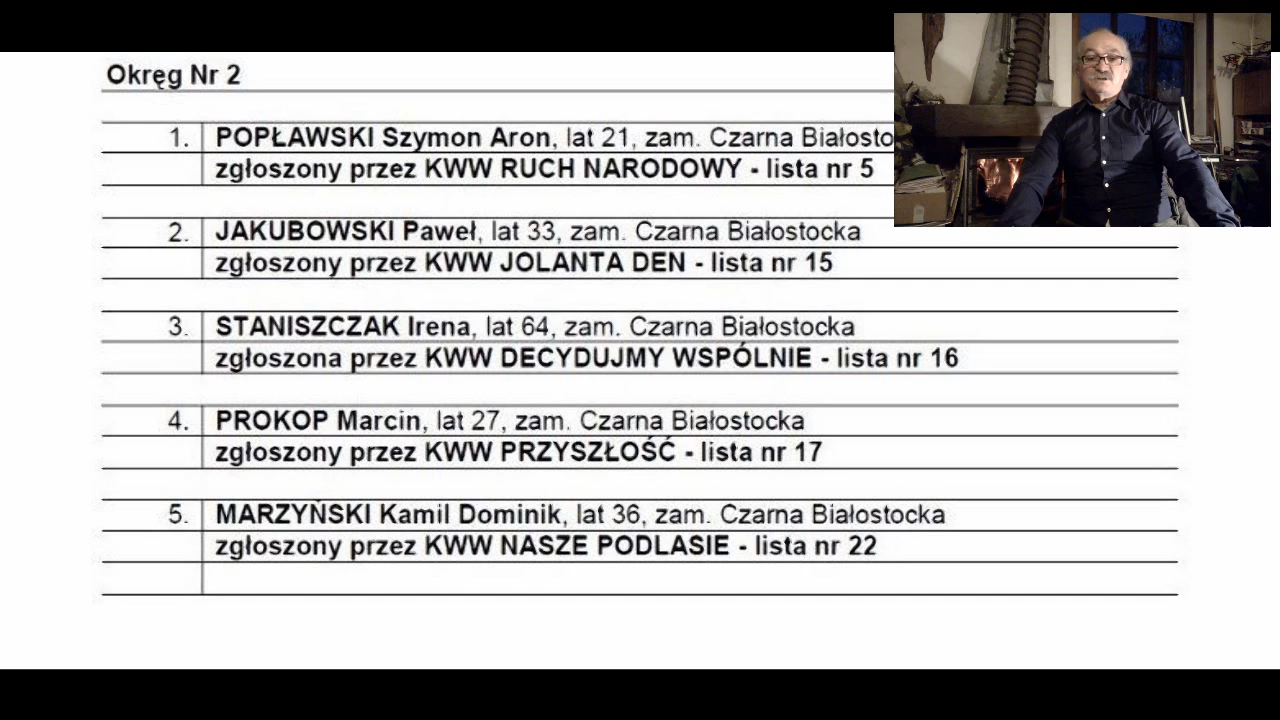 Okręg Nr 2
1. POPŁAWSKI Szymon Aron, lat 21, zam. Czarna Białosto
zgłoszony przez KWW RUCH NARODOWY - lista nr 5
2. JAKUBOWSKI Paweł, lat 33, zam. Czarna Białostocka
zgłoszony przez KWW JOLANTA DEN - lista nr 15
3. STANISZCZAK Irena, lat 64, zam. Czarna Białostocka
zgłoszona przez KWW DECYDUJMY WSPÓLNIE - lista nr 16
4. PROKOP Marcin, lat 27, zam. Czarna Białostocka
zgłoszony przez KWW PRZYSZŁOŚĆ - lista nr 17
5. MARZYŃSKI Kamil Dominik, lat 36, zam. Czarna Białostocka
zgłoszony przez KWW NASZE PODLASIE - lista nr 22